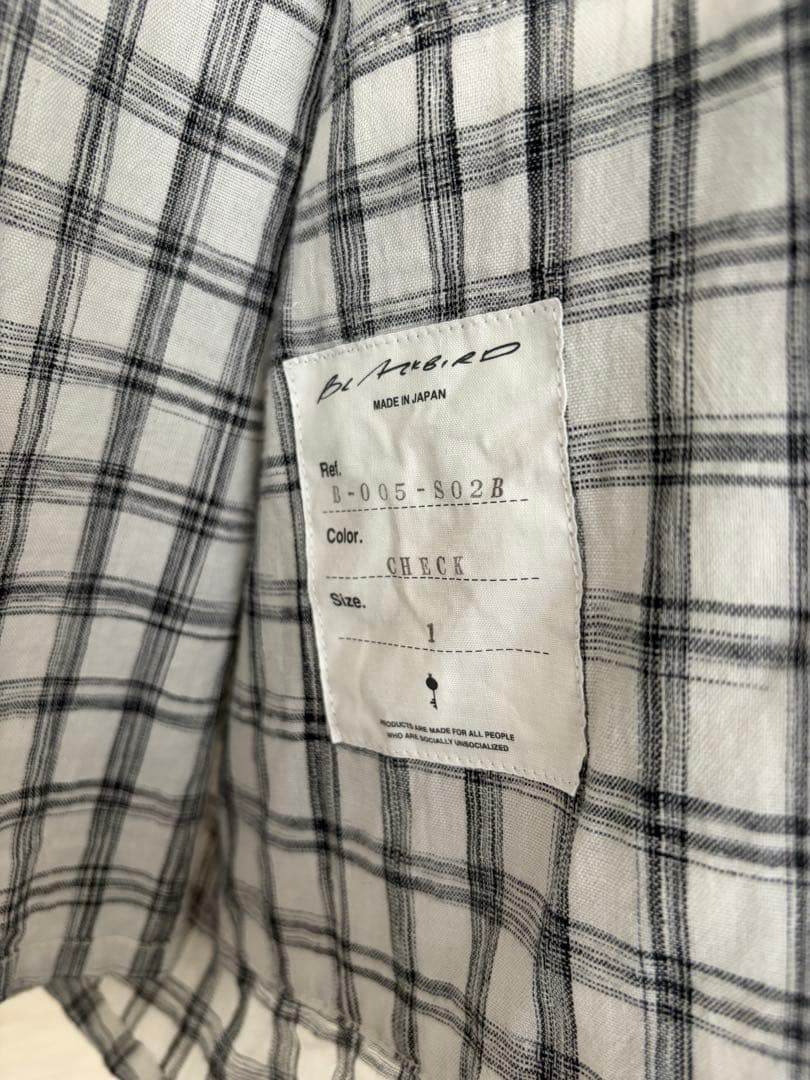 BLACKBIRD
MADE IN JAPAN
Ref.
B-005-S02B
Color.
CHECK
Size.
1
PRODUCTS ARE MADE FOR ALL PEOPLE
WHO ARE SOCIALLY UNSOCIALIZED